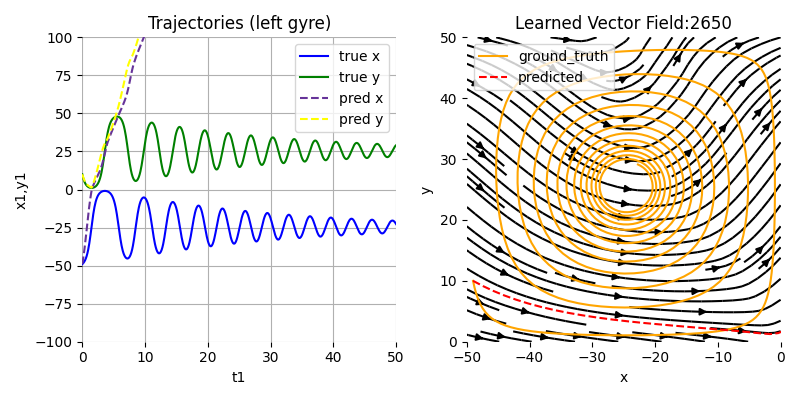 Trajectories (left gyre)
100
75
50
25
0
−25
−50
−75
−100
x1,y1
0
10
20
30
40
50
t1
true x
true y
pred x
pred y
Learned Vector Field:2650
50
40
30
20
10
0
y
−50
−40
−30
−20
−10
0
x
ground_truth
predicted